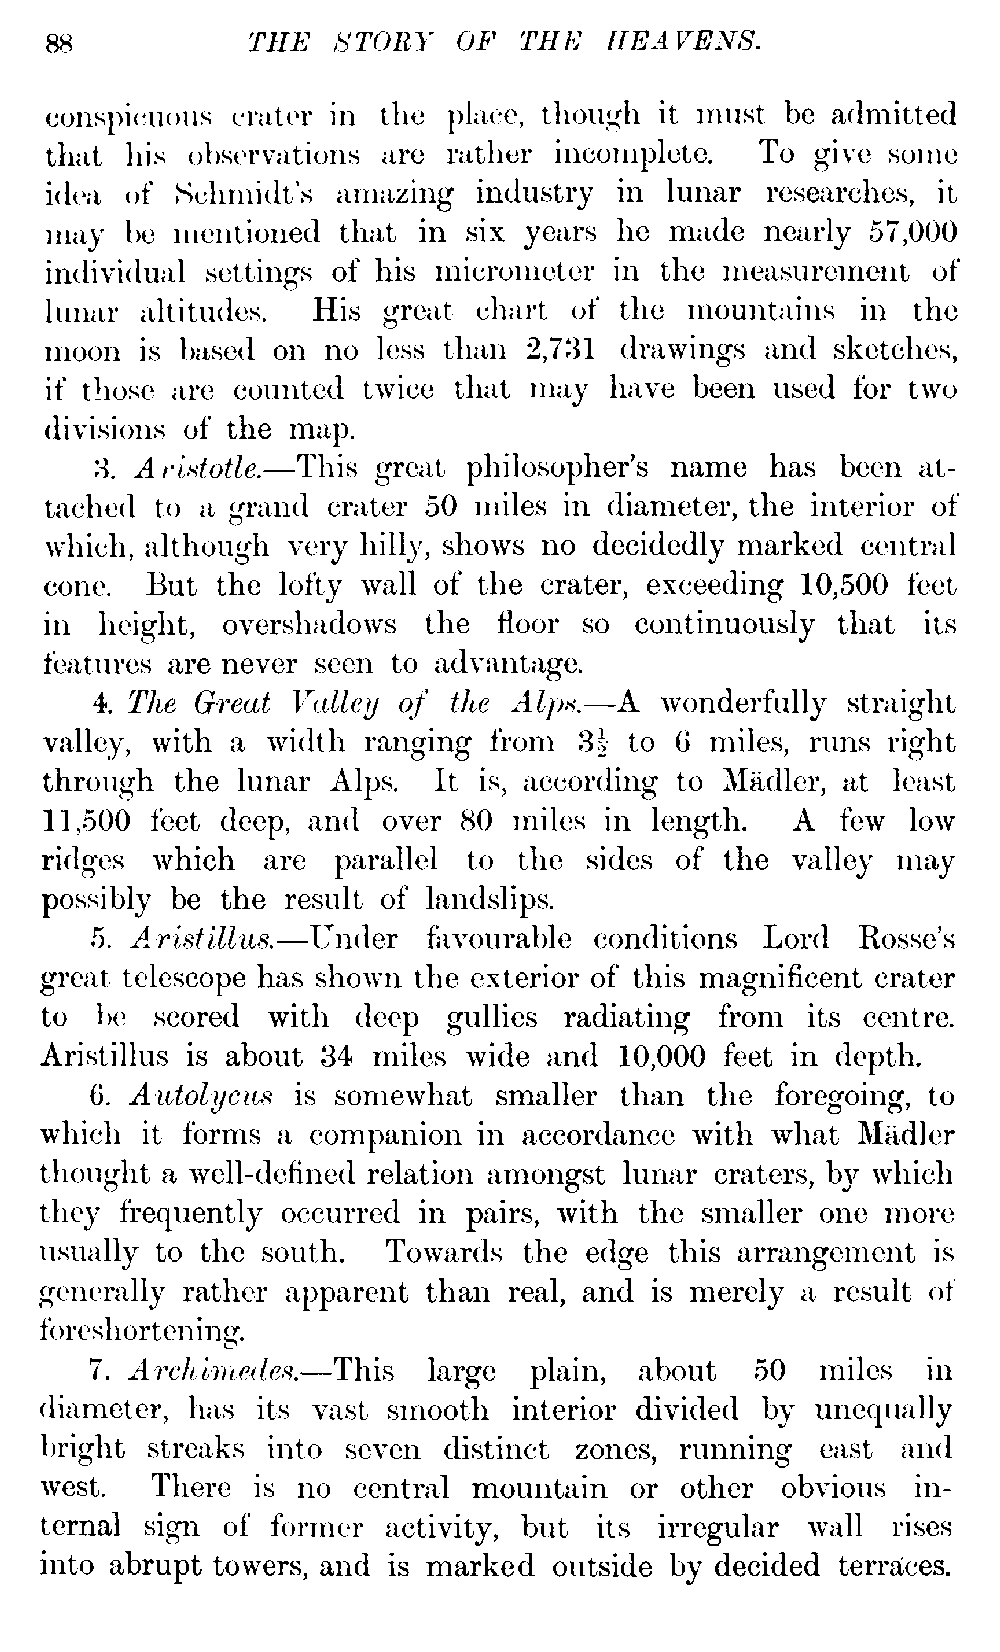 88 THE STORY OF THE HEAVENS.
conspicuous crater in the place, though it must be admitted
that his observations are rather incomplete. To give some
idea of Schmidt's amazing industry in lunar researches, it
may be mentioned that in six years he made nearly 57,000
individual settings of his micrometer in the measurement of
lunar altitudes. His great chart of the mountains in the
moon is based on no less than 2,731 drawings and sketches,
if those are counted twice that may have been used for two
divisions of the map.
3. Aristotle.—This great philosopher's name has been at-
tached to a grand crater 50 miles in diameter, the interior of
which, although very hilly, shows no decidedly marked central
cone. But the lofty wall of the crater, exceeding 10,500 feet
in height, overshadows the floor so continuously that its
features are never seen to advantage.
4. The Great Valley of the Alps.—A wonderfully straight
valley, with a width ranging from 3½ to 6 miles, runs right
through the lunar Alps. It is, according to Mädler, at least
11,500 feet deep, and over 80 miles in length. A few low
ridges which are parallel to the sides of the valley may
possibly be the result of landslips.
5. Aristillus.—Under favourable conditions Lord Rosse's
great telescope has shown the exterior of this magnificent crater
to be scored with deep gullies radiating from its centre.
Aristillus is about 34 miles wide and 10,000 feet in depth.
6. Autolycus is somewhat smaller than the foregoing, to
which it forms a companion in accordance with what Mädler
thought a well-defined relation amongst lunar craters, by which
they frequently occurred in pairs, with the smaller one more
usually to the south. Towards the edge this arrangement is
generally rather apparent than real, and is merely a result of
foreshortening.
7. Archimedes.—This large plain, about 50 miles in
diameter, has its vast smooth interior divided by unequally
bright streaks into seven distinct zones, running east and
west. There is no central mountain or other obvious in-
ternal sign of former activity, but its irregular wall rises
into abrupt towers, and is marked outside by decided terraces.